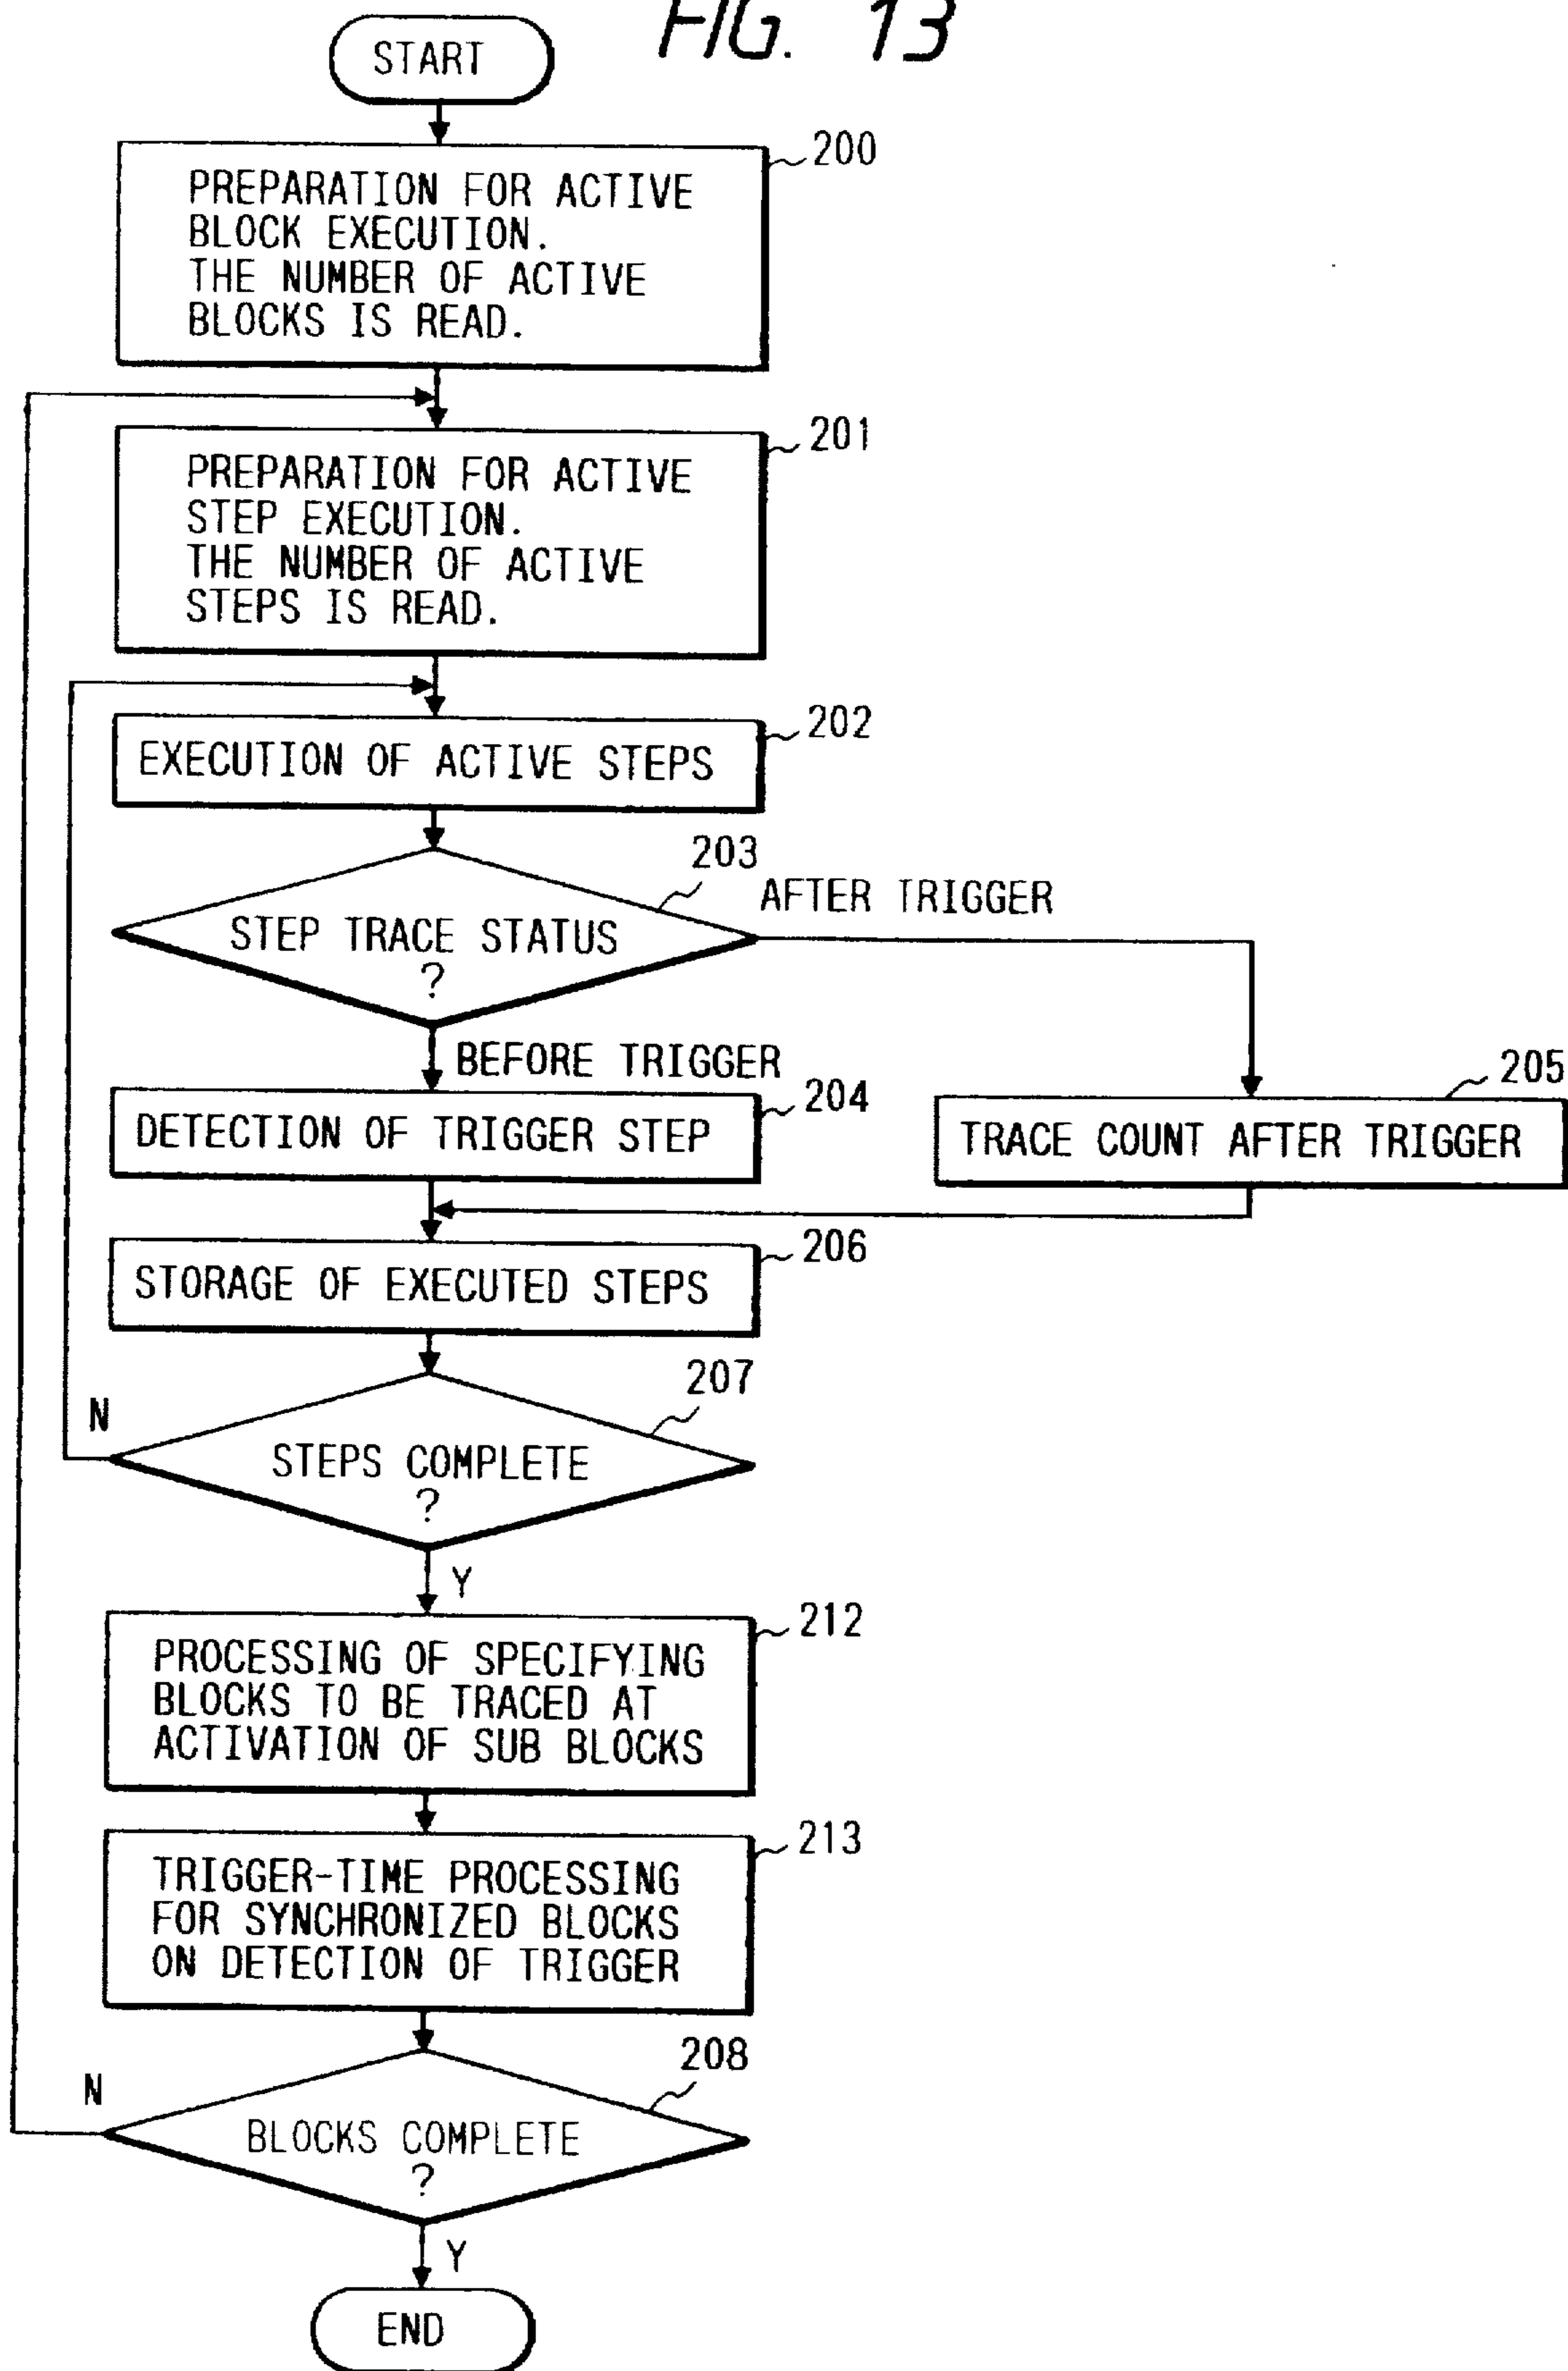 FIG. 13
START
200
PREPARATION FOR ACTIVE
BLOCK EXECUTION.
THE NUMBER OF ACTIVE
BLOCKS IS READ.
201
PREPARATION FOR ACTIVE
STEP EXECUTION.
THE NUMBER OF ACTIVE
STEPS IS READ.
202
EXECUTION OF ACTIVE STEPS
203
AFTER TRIGGER
STEP TRACE STATUS
?
BEFORE TRIGGER
204
DETECTION OF TRIGGER STEP
205
TRACE COUNT AFTER TRIGGER
206
STORAGE OF EXECUTED STEPS
207
N
STEPS COMPLETE
?
Y
212
PROCESSING OF SPECIFYING
BLOCKS TO BE TRACED AT
ACTIVATION OF SUB BLOCKS
213
TRIGGER-TIME PROCESSING
FOR SYNCHRONIZED BLOCKS
ON DETECTION OF TRIGGER
208
N
BLOCKS COMPLETE
?
Y
END